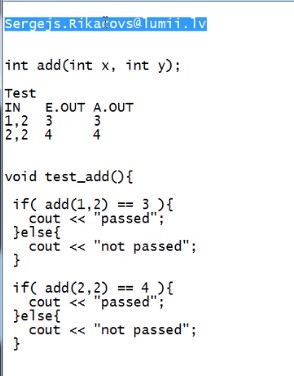 Sergejs.Rikacovs@lumii.lv
int add(int x, int y);
Test
IN E.OUT A.OUT
1,2 3 3
2,2 4 4
void test_add(){
if( add(1,2) == 3 ){
cout << "passed";
}else{
cout << "not passed";
}
if( add(2,2) == 4 ){
cout << "passed";
}else{
cout << "not passed";
}